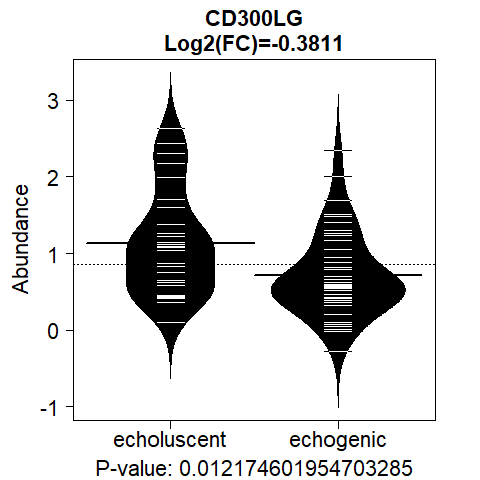 CD300LG
Log2(FC)=-0.3811
Abundance
3
2
1
0
-1
echoluscent echogenic
P-value: 0.012174601954703285